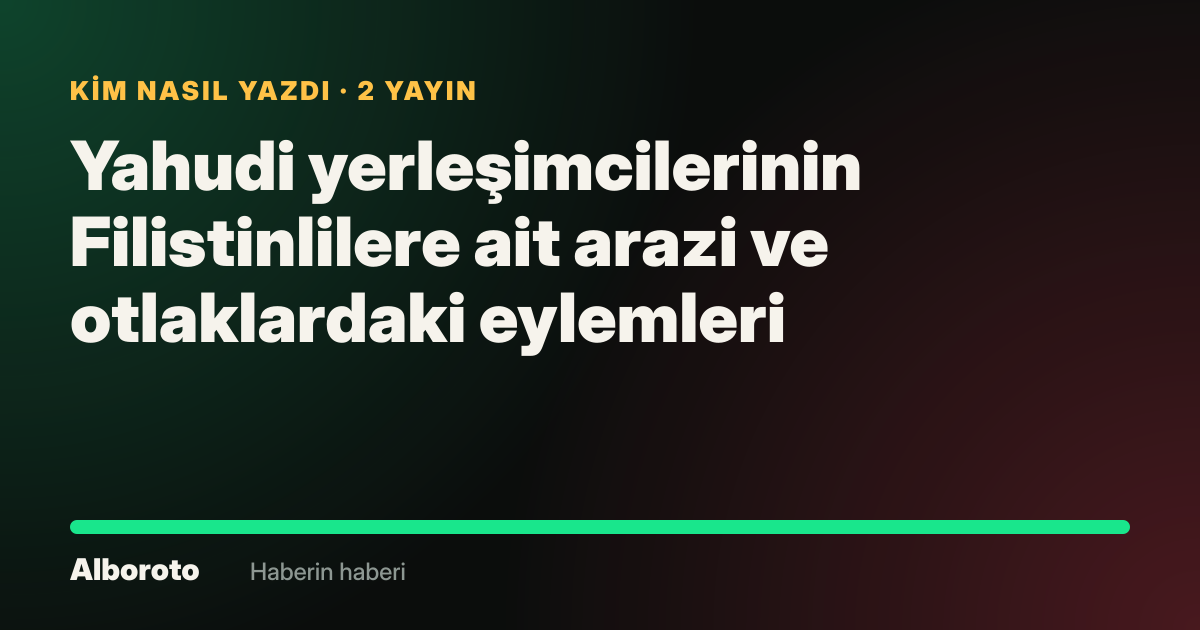 KİM NASIL YAZDI · 2 YAYIN
Yahudi yerleşimcilerinin
Filistinlilere ait arazi ve
otlaklardaki eylemleri
Alboroto Haberin haberi